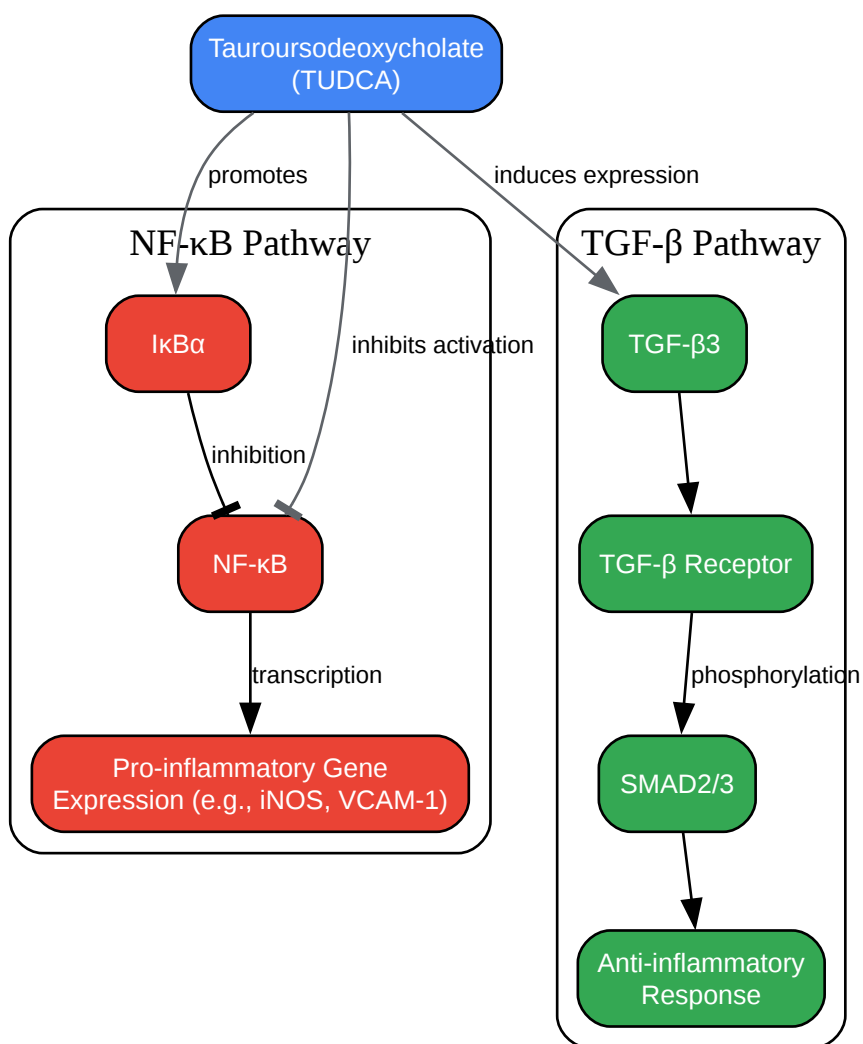 Tauroursodeoxycholate
(TUDCA)
promotes
induces expression
NF-κB Pathway
TGF-β Pathway
IκBα
inhibits activation
TGF-β3
inhibition
NF-κB
TGF-β Receptor
transcription
phosphorylation
Pro-inflammatory Gene
Expression (e.g., iNOS, VCAM-1)
SMAD2/3
Anti-inflammatory
Response